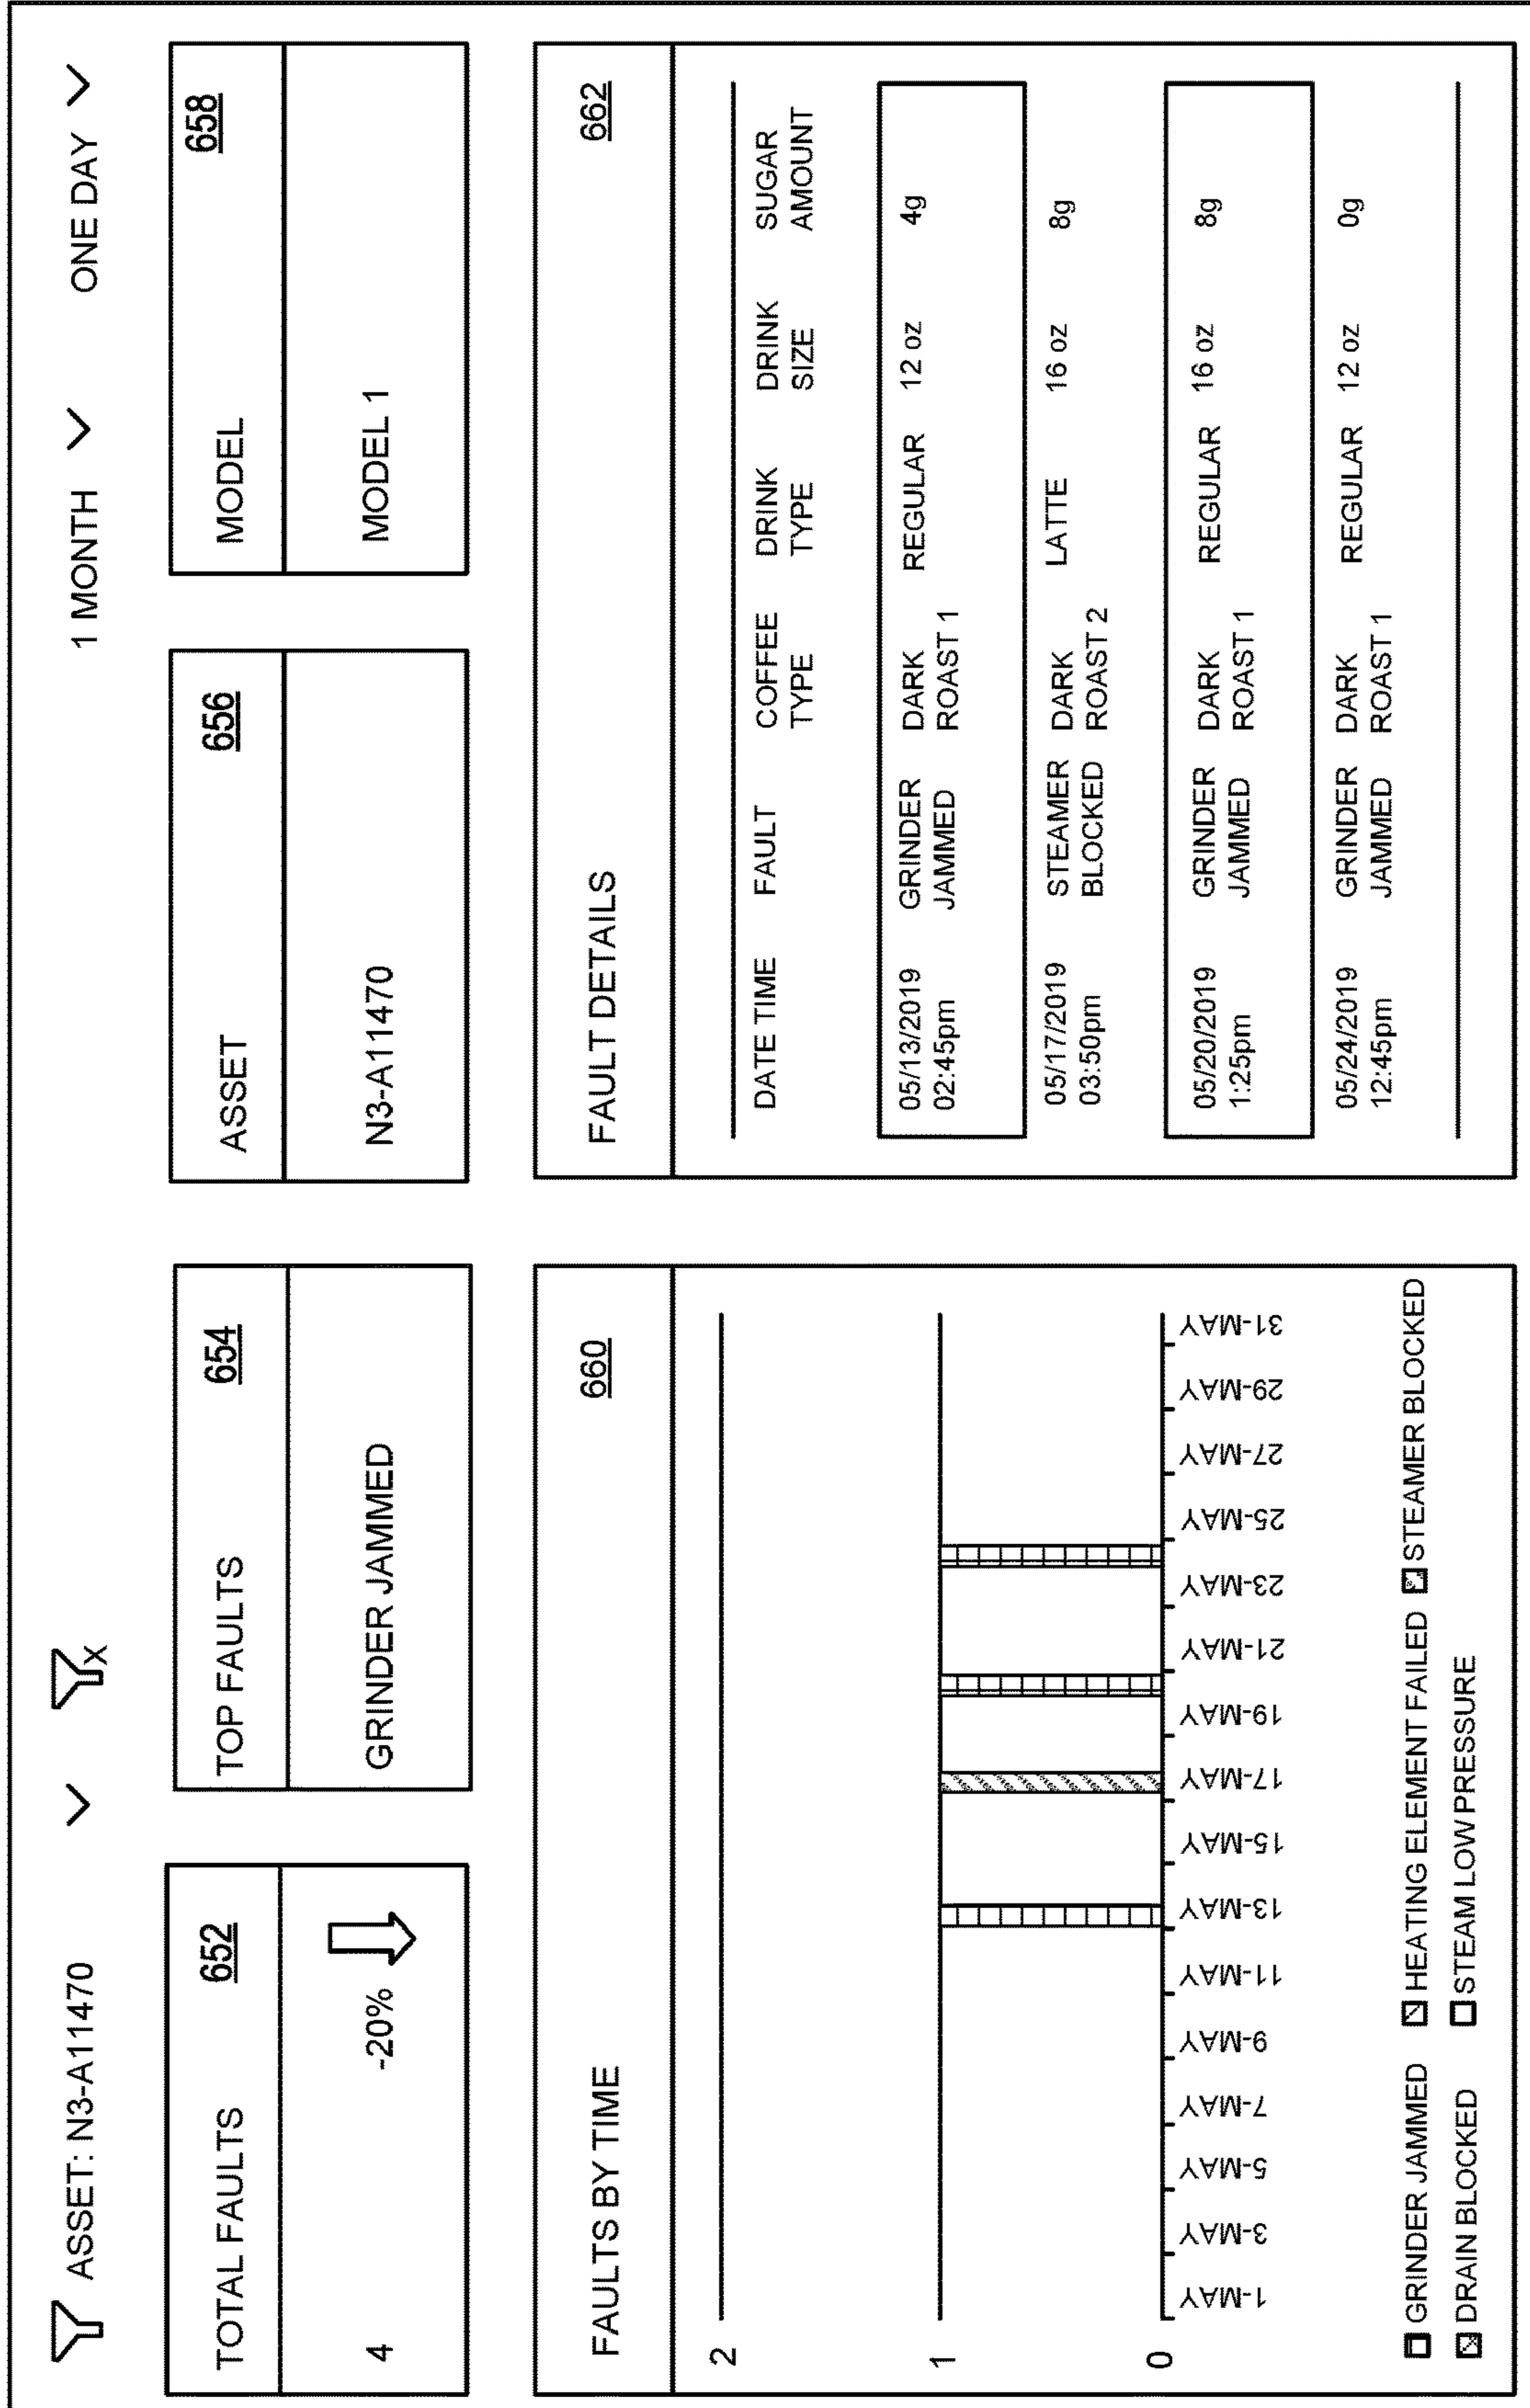 ASSET: N3-A11470
X
1 MONTH
ONE DAY
TOTAL FAULTS
652
4
-20%
TOP FAULTS
654
GRINDER JAMMED
ASSET
656
N3-A11470
MODEL
658
MODEL 1
FAULTS BY TIME
660
2
1
0
1-MAY
3-MAY
5-MAY
7-MAY
9-MAY
11-MAY
13-MAY
15-MAY
17-MAY
19-MAY
21-MAY
23-MAY
25-MAY
27-MAY
29-MAY
31-MAY
GRINDER JAMMED
HEATING ELEMENT FAILED
STEAMER BLOCKED
DRAIN BLOCKED
STEAM LOW PRESSURE
FAULT DETAILS
662
DATE TIME
FAULT
COFFEE
TYPE
DRINK
TYPE
DRINK
SIZE
SUGAR
AMOUNT
05/13/2019
02:45pm
GRINDER
JAMMED
DARK
ROAST 1
REGULAR
12 oz
4g
05/17/2019
03:50pm
STEAMER
BLOCKED
DARK
ROAST 2
LATTE
16 oz
8g
05/20/2019
1:25pm
GRINDER
JAMMED
DARK
ROAST 1
REGULAR
16 oz
8g
05/24/2019
12:45pm
GRINDER
JAMMED
DARK
ROAST 1
REGULAR
12 oz
0g